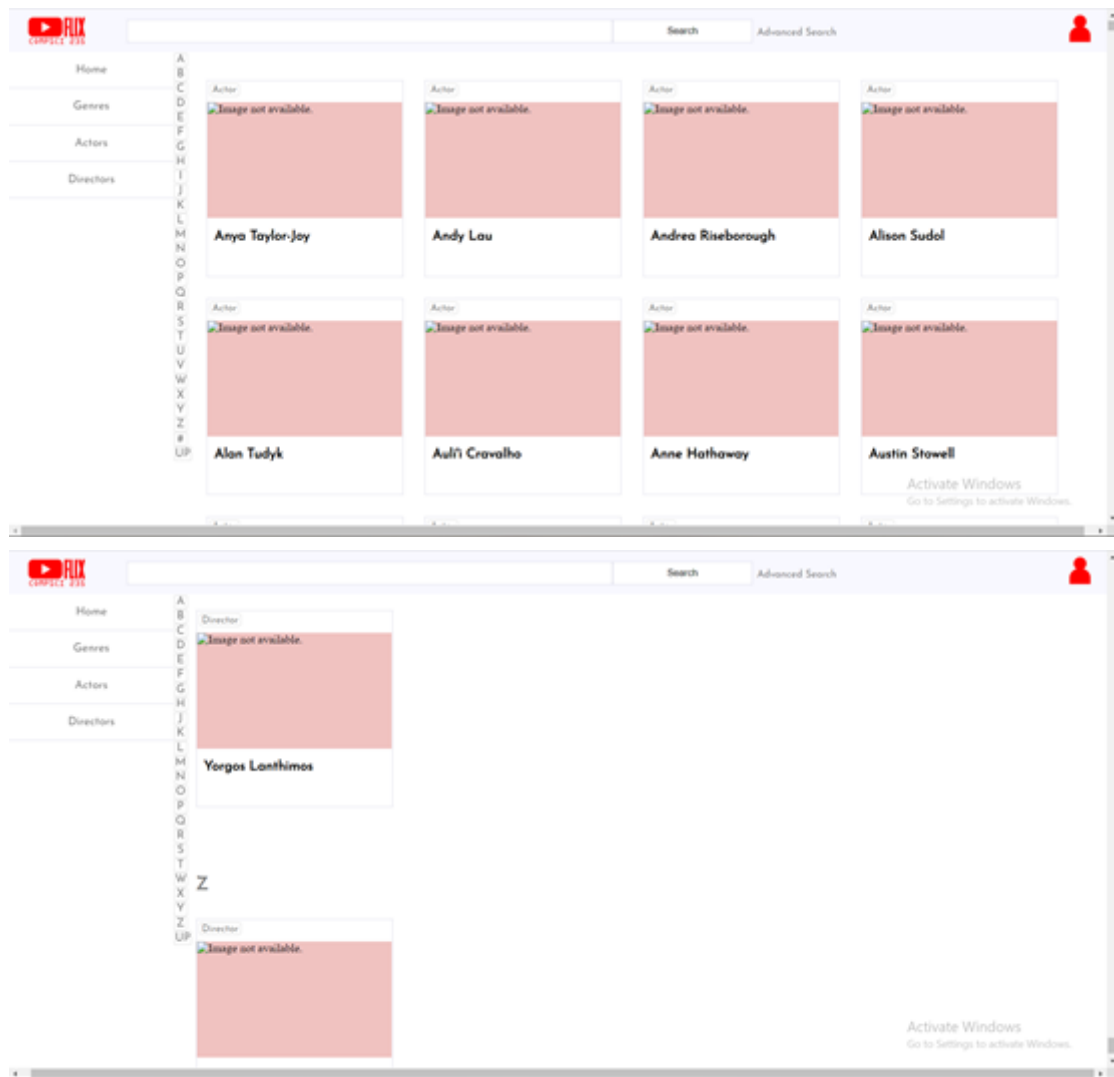 FLIX
COMPSCI 235
Search
Advanced Search
Home
Genres
Actors
Directors
A
B
C
D
E
F
G
H
I
J
K
L
M
N
O
P
Q
R
S
T
U
V
W
X
Y
Z
#
UP
Actor
Actor
Actor
Actor
Image not available.
Image not available.
Image not available.
Image not available.
Anya Taylor-Joy
Andy Lau
Andrea Riseborough
Alison Sudol
Actor
Actor
Actor
Actor
Image not available.
Image not available.
Image not available.
Image not available.
Alan Tudyk
Auli'i Cravalho
Anne Hathaway
Austin Stowell
Activate Windows
Go to Settings to activate Windows.
FLIX
COMPSCI 235
Search
Advanced Search
Home
Genres
Actors
Directors
A
B
C
D
E
F
G
H
J
K
L
M
N
O
P
Q
R
S
T
W
X
Y
Z
UP
Director
Image not available.
Yorgos Lanthimos
Z
Director
Image not available.
Activate Windows
Go to Settings to activate Windows.